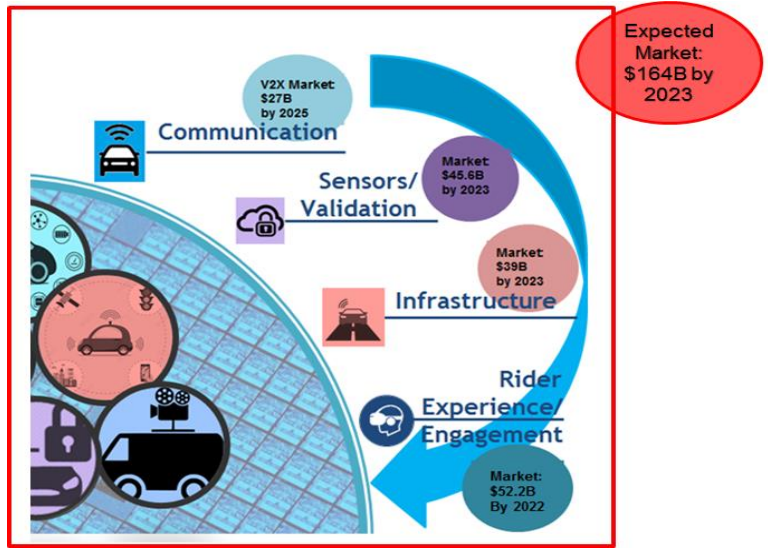 Expected
Market:
$164B by
2023
V2X Market:
$27B
by 2025
Communication
Market:
$45.6B
by 2023
Sensors/
Validation
Market:
$39B
by 2023
Infrastructure
Rider
Experience/
Engagement
Market:
$52.2B
By 2022